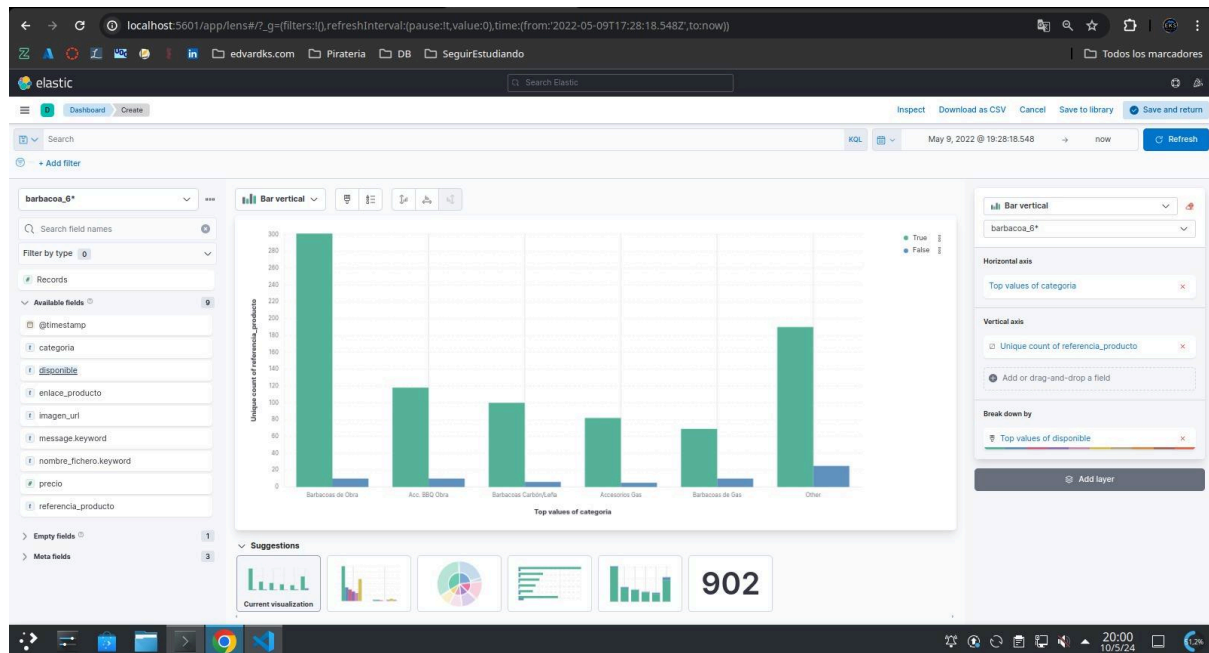 localhost:5601/app/lens#/?_g=(filters:!(),refreshInterval:(pause:!t,value:0),time:(from:'2022-05-09T17:28:18.548Z',to:now))
edvardks.com Pirateria DB SeguirEstudiando Todos los marcadores
elastic Search Elastic
D Dashboard Create Inspect Download as CSV Cancel Save to library Save and return
Search KQL May 9, 2022 @ 19:28:18.548 → now Refresh
+ Add filter
barbacoa_6*
Search field names
Filter by type 0
Records
Available fields 9
@timestamp
categoria
disponible
enlace_producto
imagen_url
message.keyword
nombre_fichero.keyword
precio
referencia_producto
Empty fields 1
Meta fields 3
Bar vertical
Unique count of referencia_producto
300
280
260
240
220
200
180
160
140
120
100
80
60
40
20
0
Barbacoas de Obra Acc. BBQ Obra Barbacoas Carbón/Leña Accesorios Gas Barbacoas de Gas Other
Top values of categoria
True
False
Suggestions
Current visualization
902
Bar vertical
barbacoa_6*
Horizontal axis
Top values of categoria
Vertical axis
Unique count of referencia_producto
Add or drag-and-drop a field
Break down by
Top values of disponible
Add layer
20:00
10/5/24